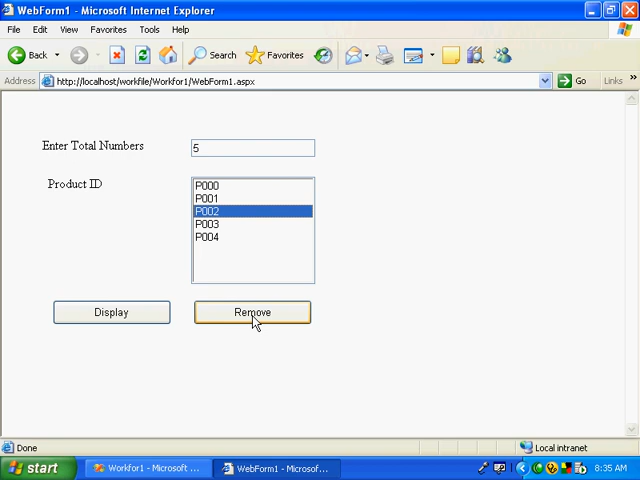 WebForm1 - Microsoft Internet Explorer
File Edit View Favorites Tools Help
Back Search Favorites
Address http://localhost/workfile/Workfor1/WebForm1.aspx Go Links »
Enter Total Numbers 5
Product ID
P000
P001
P002
P003
P004
Display Remove
Done Local intranet
start Workfor1 - Microsoft ... WebForm1 - Microsof... 8:35 AM